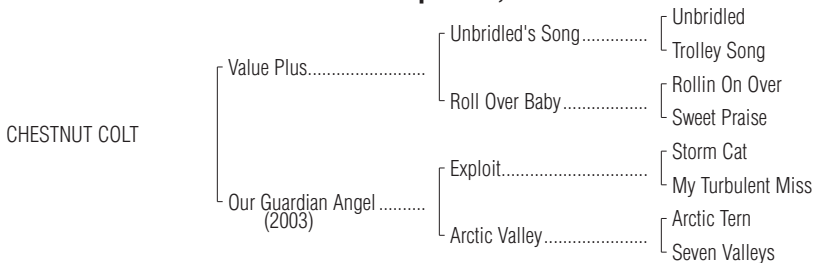 Unbridled
Unbridled's Song..............
Trolley Song
Value Plus.........................
Rollin On Over
Roll Over Baby..................
Sweet Praise
CHESTNUT COLT
Storm Cat
Exploit...............................
My Turbulent Miss
Our Guardian Angel ..........
(2003)
Arctic Tern
Arctic Valley......................
Seven Valleys